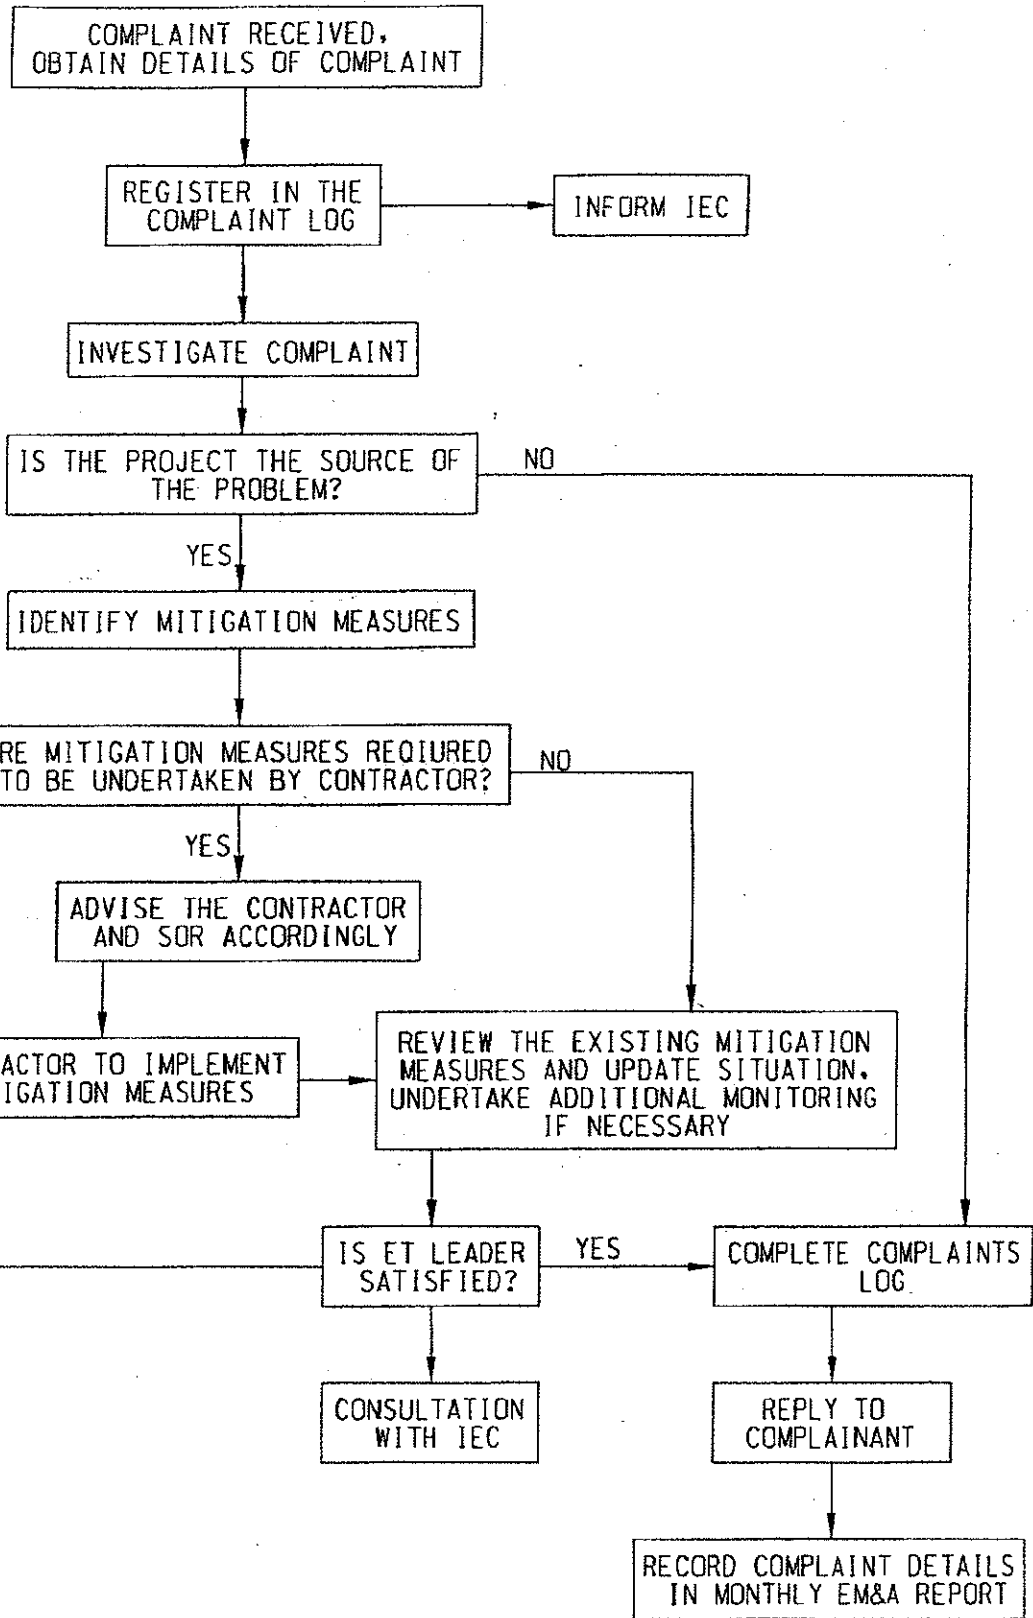 COMPLAINT RECEIVED,
OBTAIN DETAILS OF COMPLAINT
REGISTER IN THE
COMPLAINT LOG
INFORM IEC
INVESTIGATE COMPLAINT
IS THE PROJECT THE SOURCE OF
THE PROBLEM?
NO
YES
IDENTIFY MITIGATION MEASURES
RE MITIGATION MEASURES REQIURED
TO BE UNDERTAKEN BY CONTRACTOR?
NO
YES
ADVISE THE CONTRACTOR
AND SOR ACCORDINGLY
ACTOR TO IMPLEMENT
IGATION MEASURES
REVIEW THE EXISTING MITIGATION
MEASURES AND UPDATE SITUATION.
UNDERTAKE ADDITIONAL MONITORING
IF NECESSARY
IS ET LEADER
SATISFIED?
YES
COMPLETE COMPLAINTS
LOG
CONSULTATION
WITH IEC
REPLY TO
COMPLAINANT
RECORD COMPLAINT DETAILS
IN MONTHLY EM&A REPORT